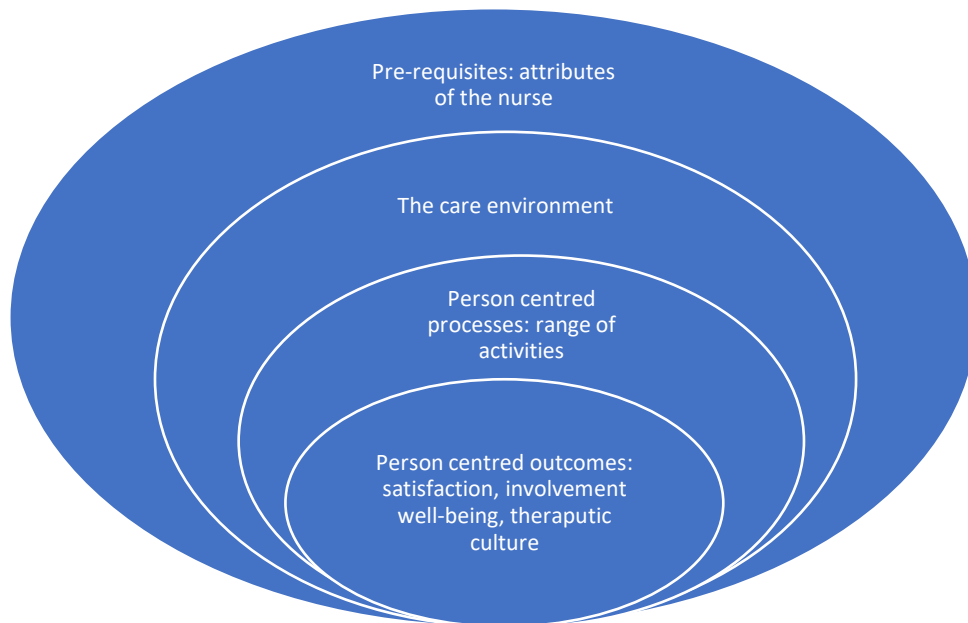 Pre-requisites: attributes
of the nurse
The care environment
Person centred
processes: range of
activities
Person centred outcomes:
satisfaction, involvement
well-being, theraputic
culture